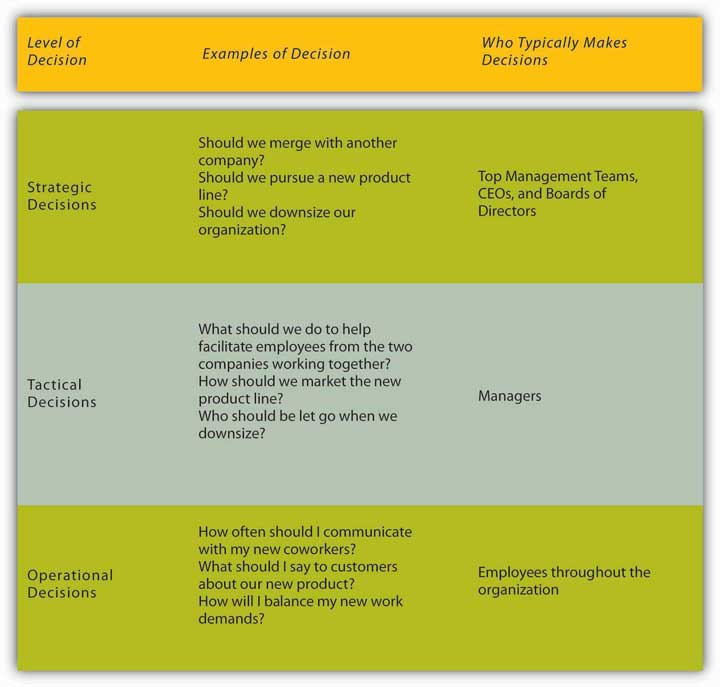 Level of
Decision
Examples of Decision
Who Typically Makes
Decisions
Strategic
Decisions
Should we merge with another
company?
Should we pursue a new product
line?
Should we downsize our
organization?
Top Management Teams,
CEOs, and Boards of
Directors
Tactical
Decisions
What should we do to help
facilitate employees from the two
companies working together?
How should we market the new
product line?
Who should be let go when we
downsize?
Managers
Operational
Decisions
How often should I communicate
with my new coworkers?
What should I say to customers
about our new product?
How will I balance my new work
demands?
Employees throughout the
organization